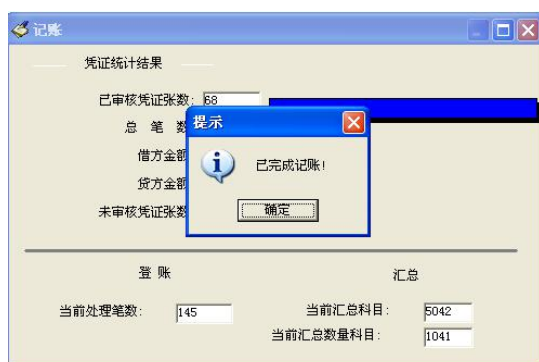 记账
凭证统计结果
已审核凭证张数: 68
总 笔 数
借方金额
贷方金额
未审核凭证张数
提示
已完成记账!
确定
登 账
汇总
当前处理笔数: 145
当前汇总科目: 5042
当前汇总数量科目: 1041